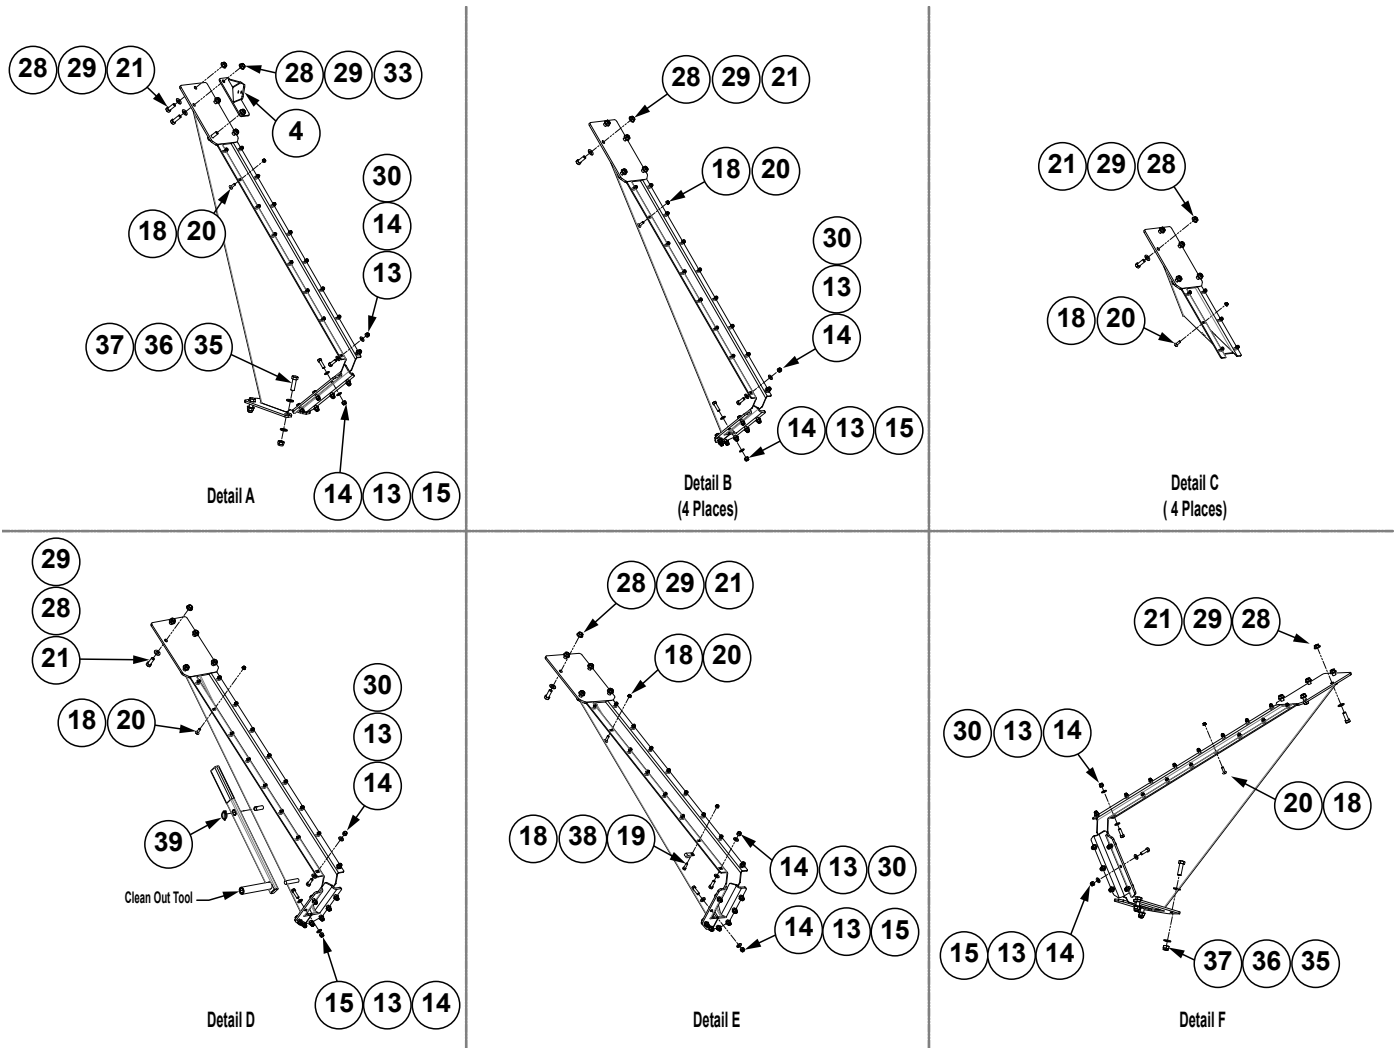 28 29 21
28 29 33
4
30
14
13
18 20
37 36 35
14 13 15
Detail A
28 29 21
18 20
30
13
14
14 13 15
Detail B
(4 Places)
21 29 28
18 20
Detail C
( 4 Places)
29
28
21
18 20
30
13
14
39
Clean Out Tool
15 13 14
Detail D
28 29 21
18 20
18 38 19
14 13 30
14 13 15
Detail E
21 29 28
30 13 14
20 18
15 13 14
37 36 35
Detail F